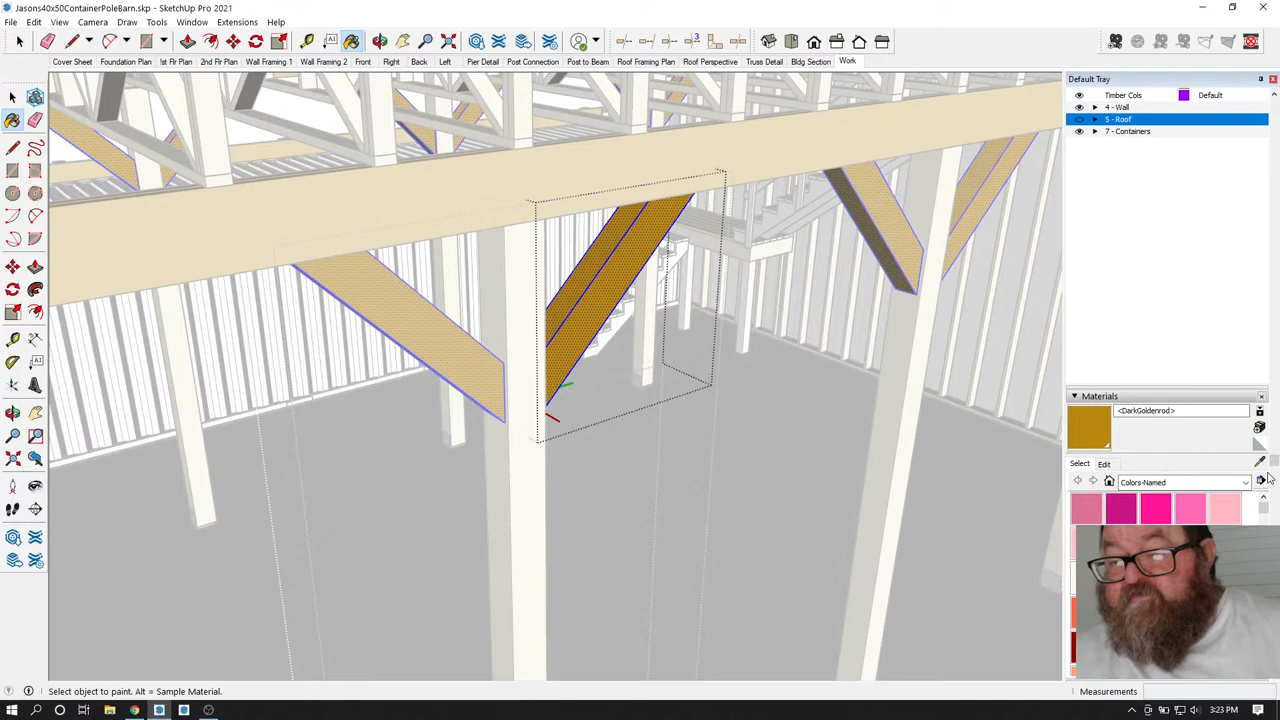 Jasons40x50ContainerPoleBarn.skp - SketchUp Pro 2021
File Edit View Camera Draw Tools Window Extensions Help
Cover Sheet Foundation Plan 1st Flr Plan 2nd Flr Plan Wall Framing 1 Wall Framing 2 Front Right Back Left Pier Detail Post Connection Post to Beam Roof Framing Plan Roof Perspective Truss Detail Bldg Section Work
Default Tray
Timber Cols Default
4 - Wall
5 - Roof
7 - Containers
Materials
<DarkGoldenrod>
Select Edit
Colors-Named
Select object to paint. Alt = Sample Material.
Measurements
3:23 PM